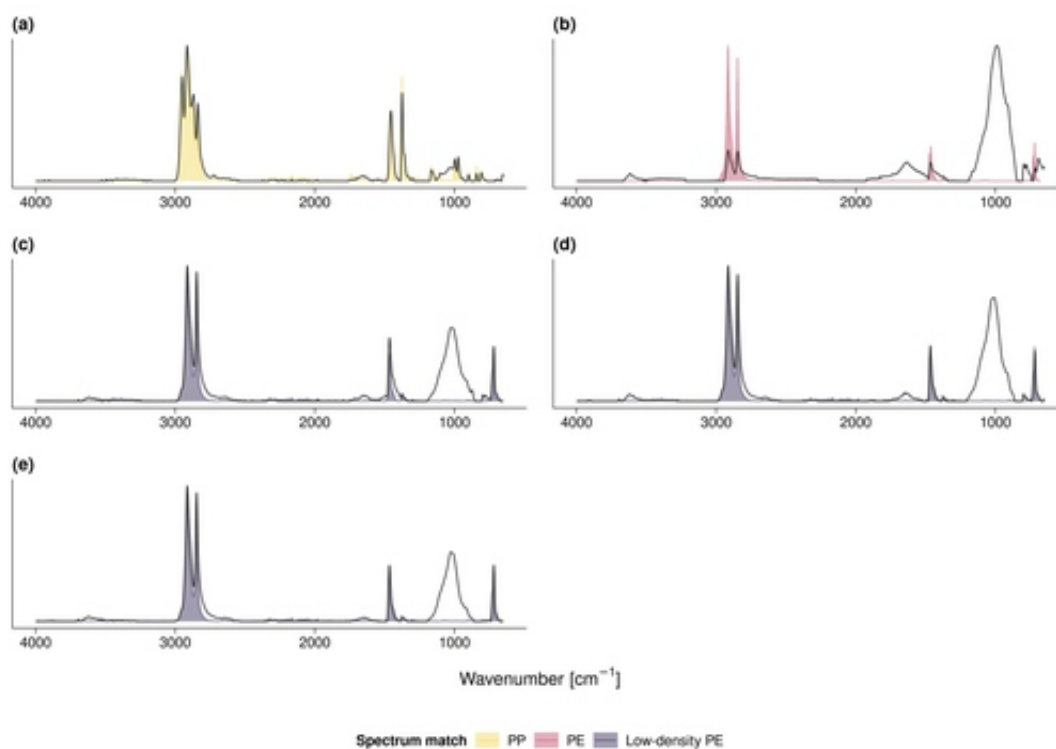 (a) (b)
4000 3000 2000 1000 4000 3000 2000 1000
(c) (d)
4000 3000 2000 1000 4000 3000 2000 1000
(e)
4000 3000 2000 1000
Wavenumber [cm⁻¹]
Spectrum match PP PE Low-density PE